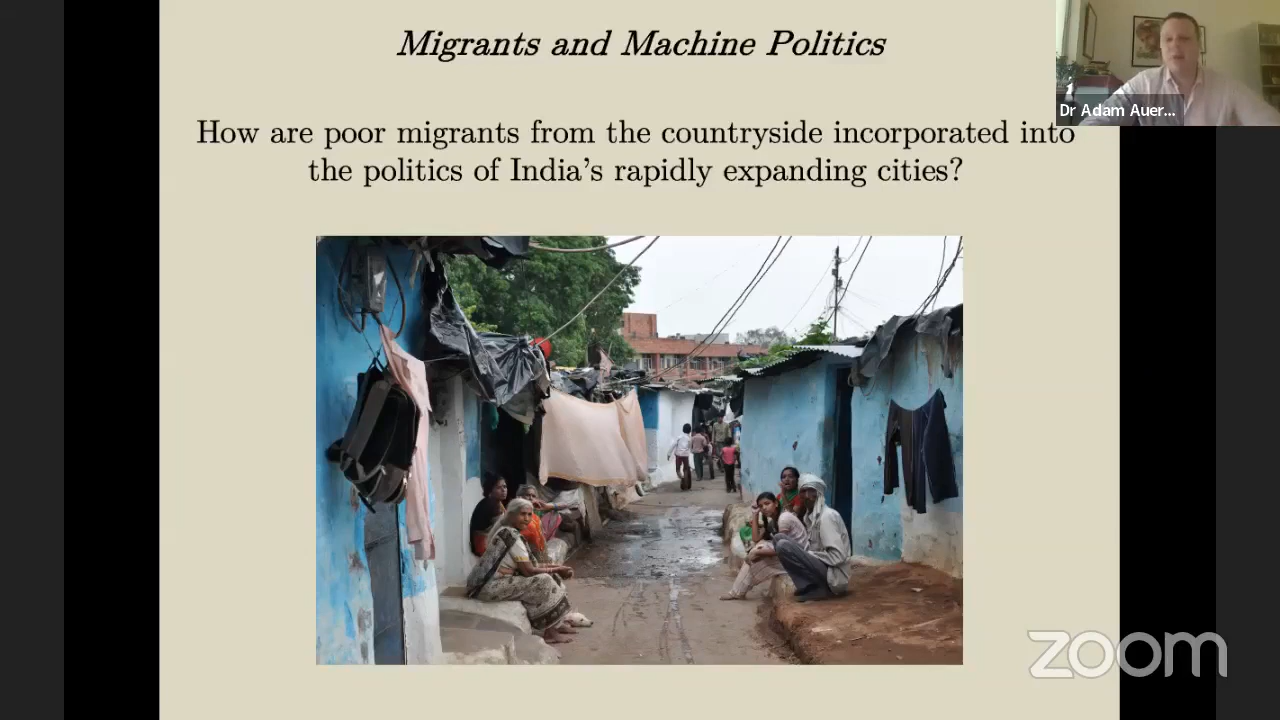 Migrants and Machine Politics
Dr Adam Auer...
How are poor migrants from the countryside incorporated into
the politics of India's rapidly expanding cities?
zoom